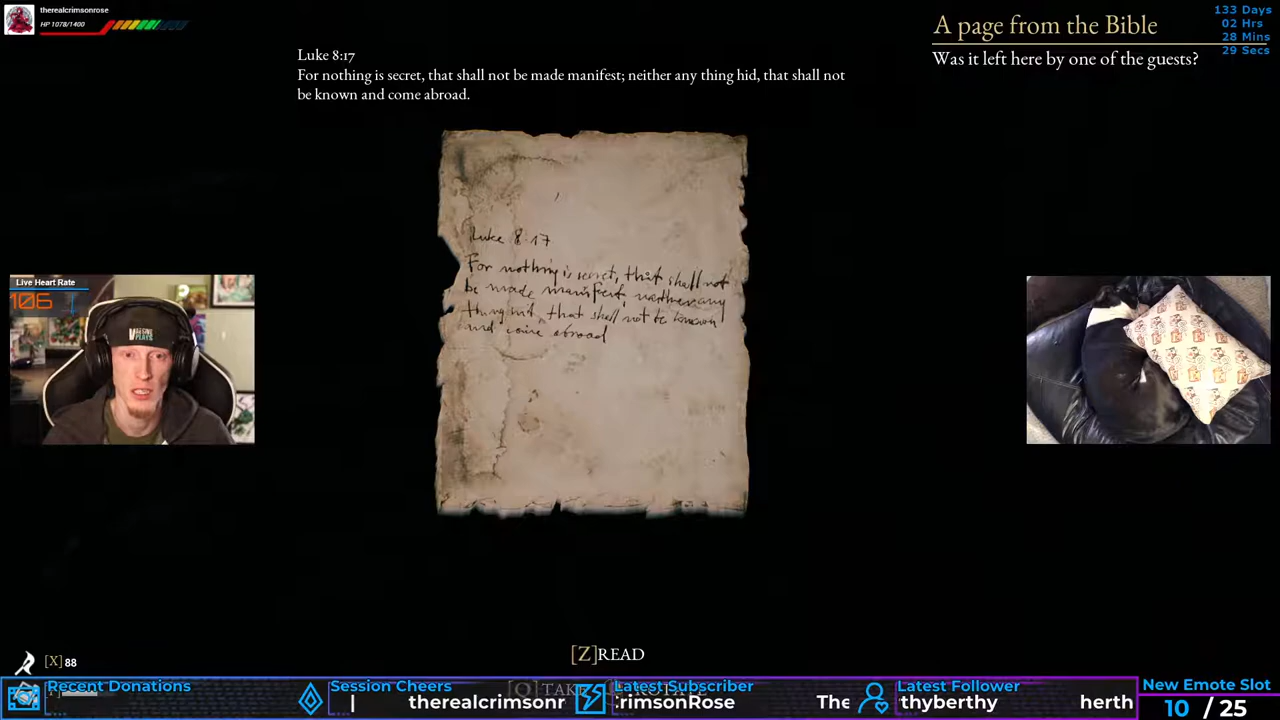 therealcrimsonrose
HP 1078/1400
A page from the Bible
Was it left here by one of the guests?
133 Days
02 Hrs
28 Mins
29 Secs
Luke 8:17
For nothing is secret, that shall not be made manifest; neither any thing hid, that shall not
be known and come abroad.
Luke 8:17
For nothing is secret, that shall not
be made manifest neither any
thing hid, that shall not be known
and come abroad
Live Heart Rate
106
[X] 88
[Z]READ
Recent Donations
Session Cheers
therealcrimsonr
Latest Subscriber
CrimsonRose
The
Latest Follower
thyberthy
herth
New Emote Slot
10 / 25